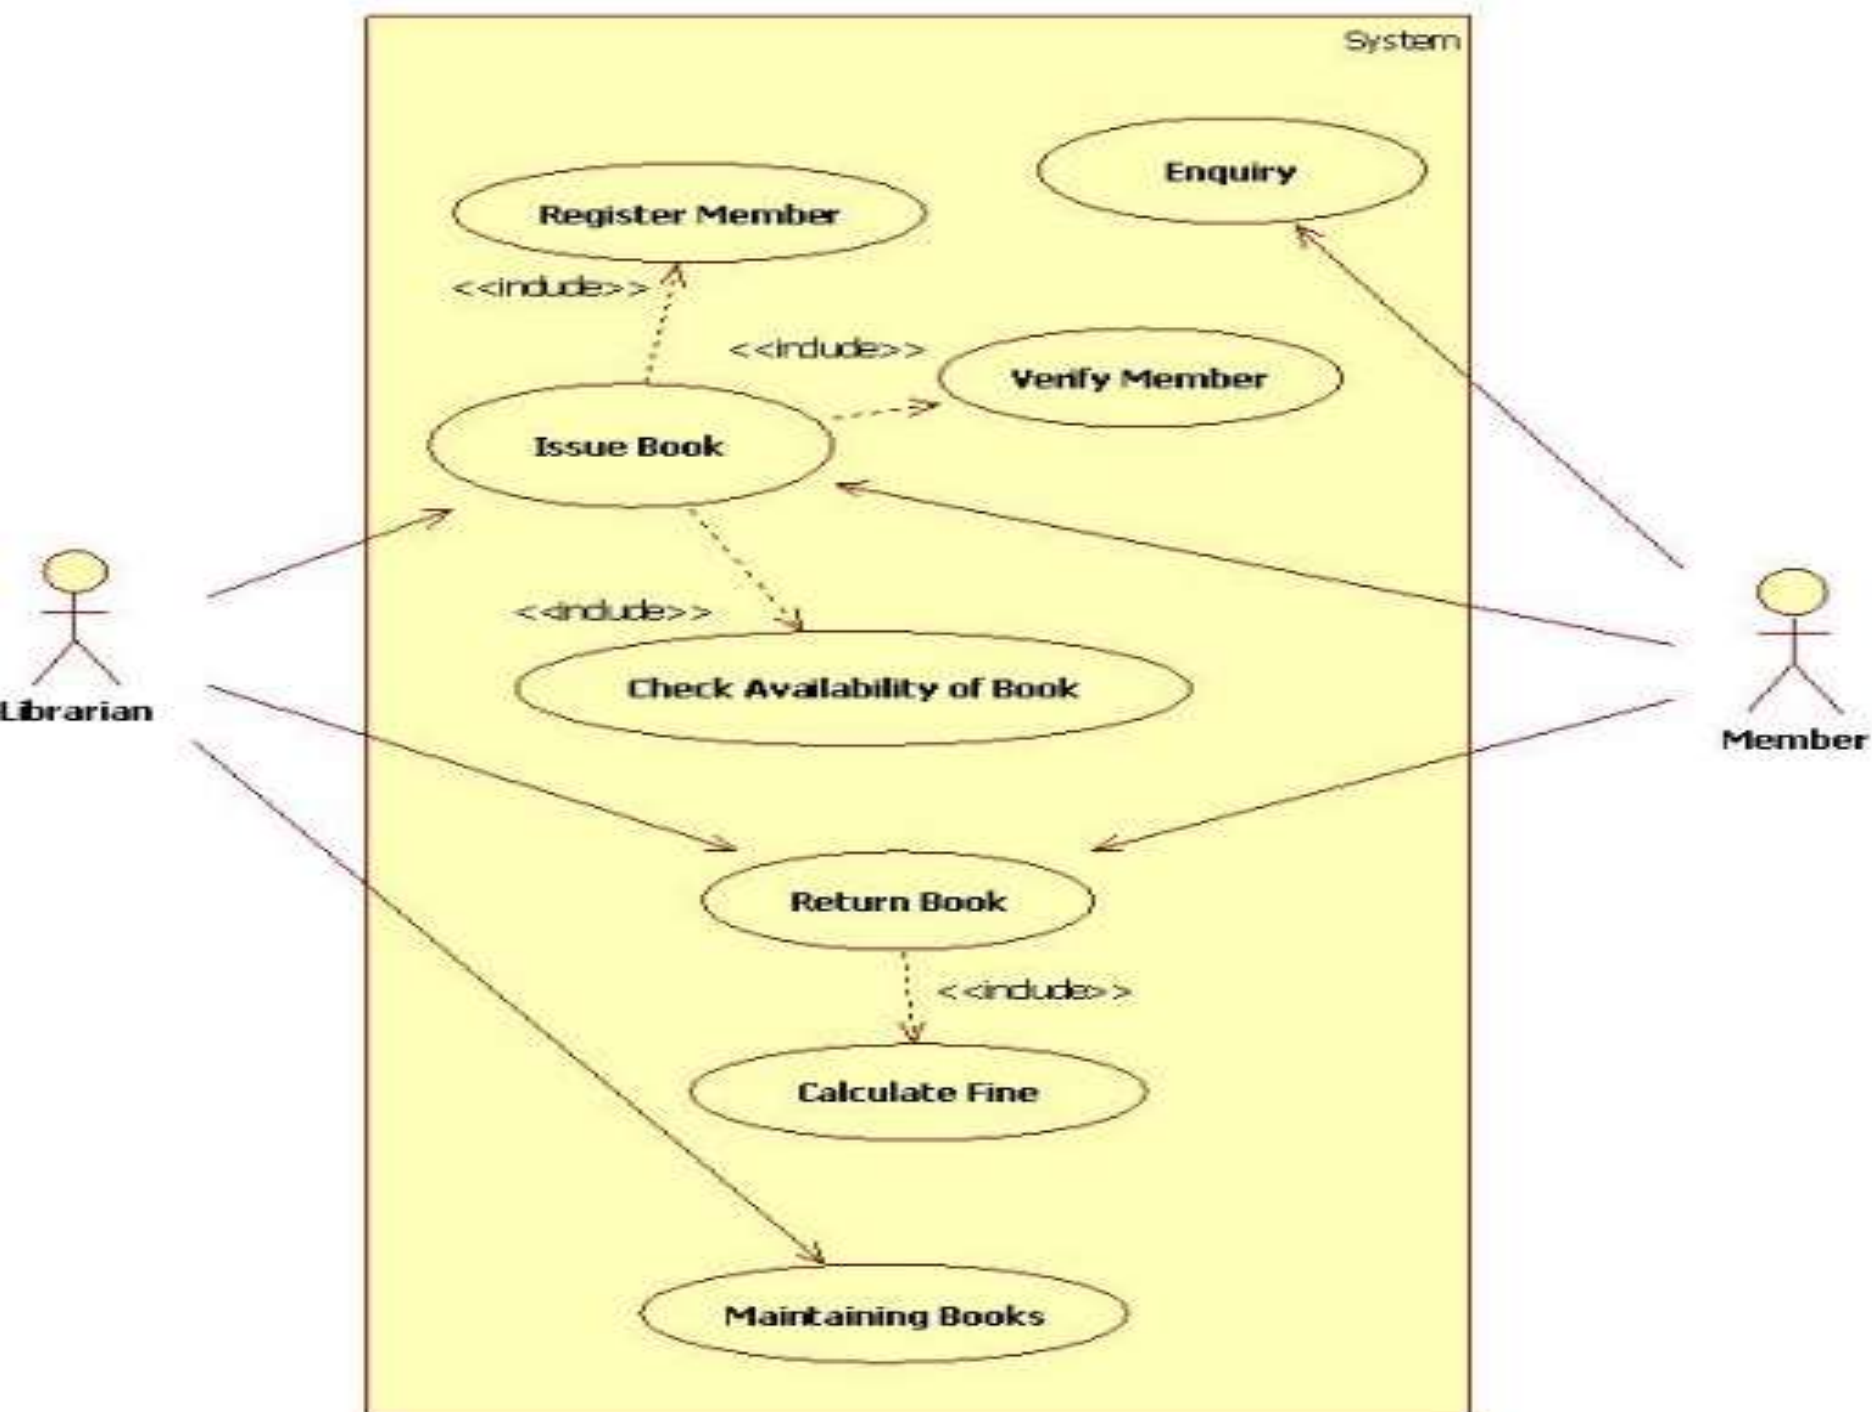 System
Enquiry
Register Member
<<include>>
<<include>>
Verify Member
Issue Book
<<include>>
Check Availability of Book
Librarian
Member
Return Book
<<include>>
Calculate Fine
Maintaining Books